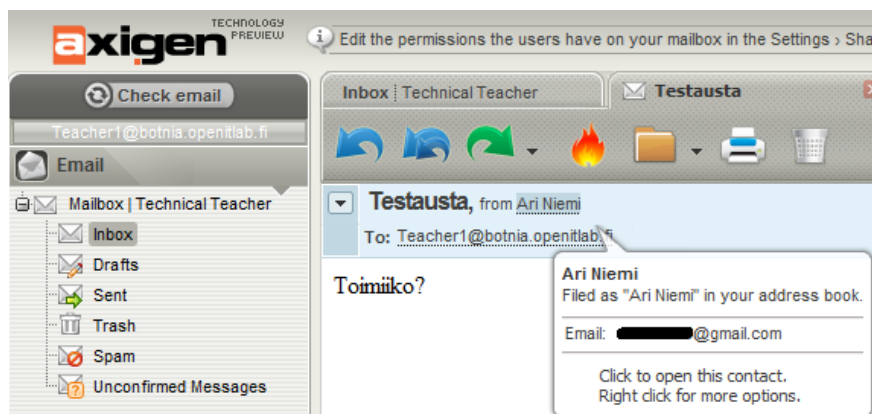 axigen TECHNOLOGY PREVIEW
Edit the permissions the users have on your mailbox in the Settings › Sha
Check email
Teacher1@botnia.openitlab.fi
Email
Mailbox | Technical Teacher
Inbox
Drafts
Sent
Trash
Spam
Unconfirmed Messages
Inbox | Technical Teacher
Testausta
Testausta, from Ari Niemi
To: Teacher1@botnia.openitlab.fi
Toimiiko?
Ari Niemi
Filed as "Ari Niemi" in your address book.
Email: @gmail.com
Click to open this contact.
Right click for more options.